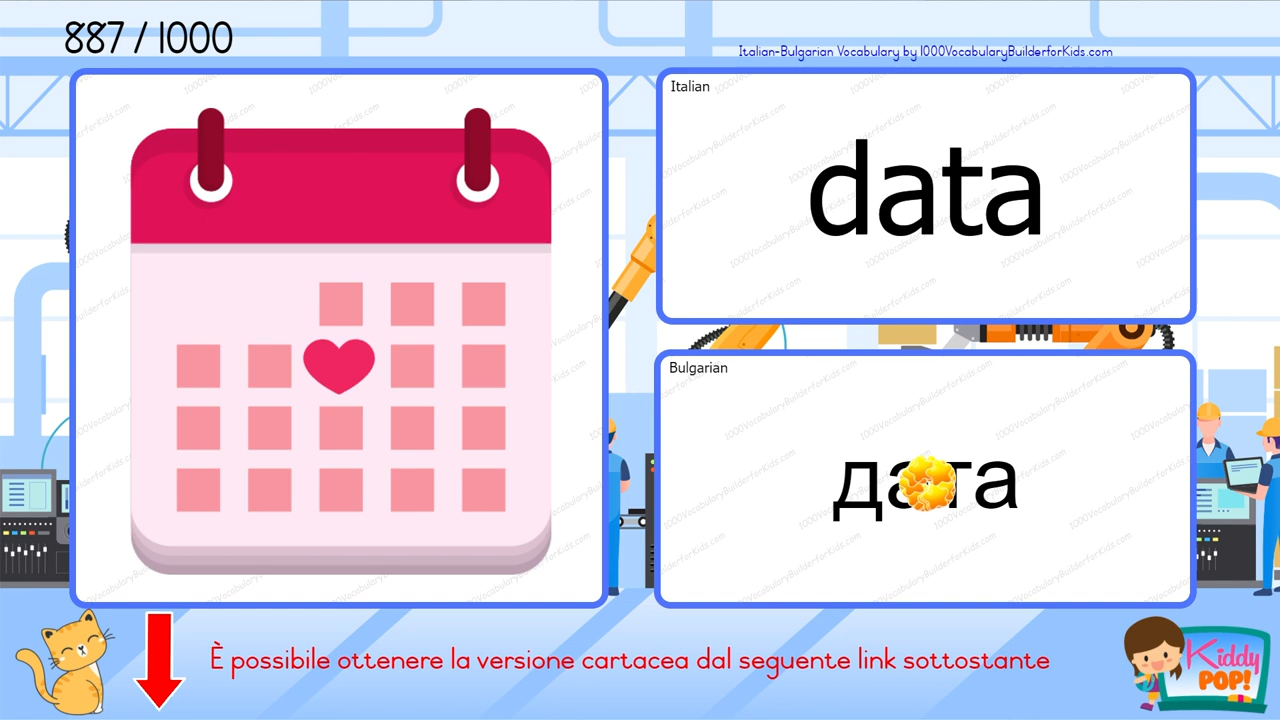 887 / 1000
Italian-Bulgarian Vocabulary by 1000VocabularyBuilderforKids.com
Italian
data
Bulgarian
дата
È possibile ottenere la versione cartacea dal seguente link sottostante
Kiddy
POP!